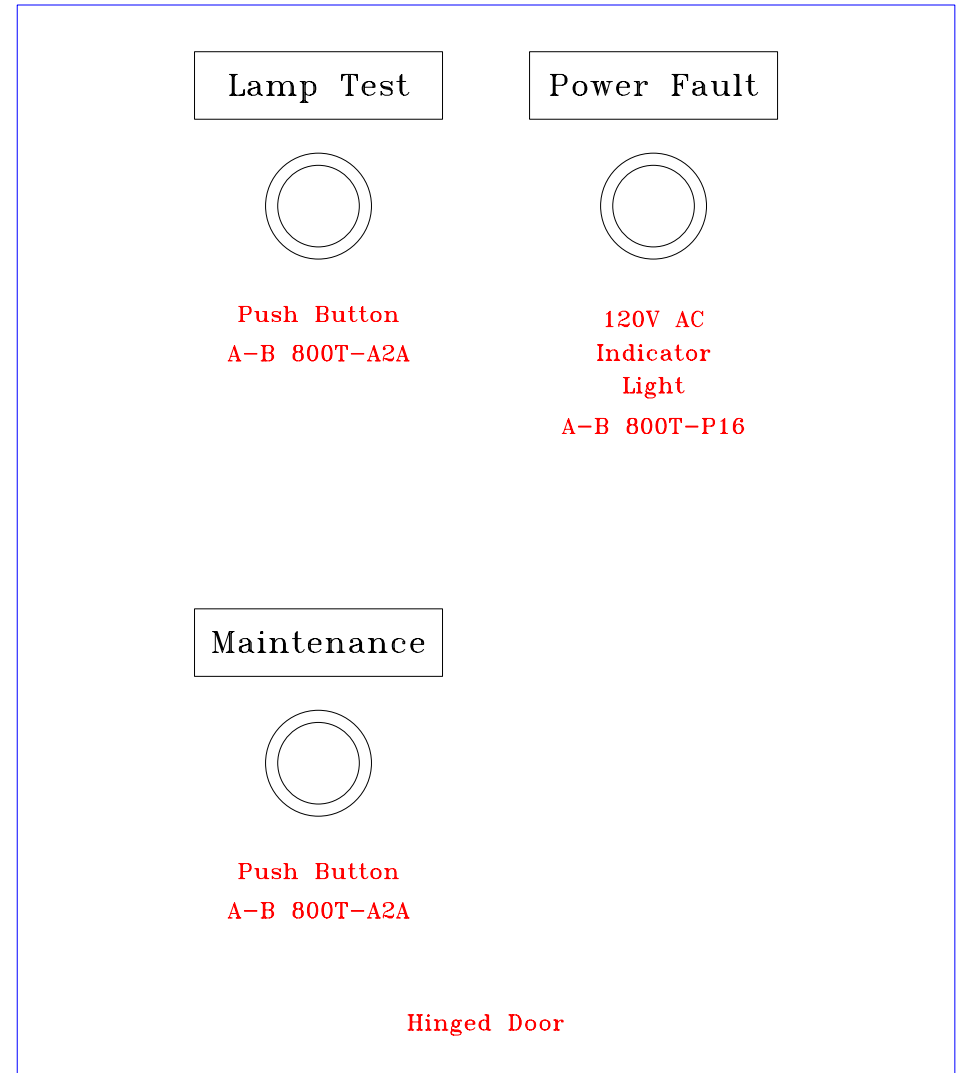 Lamp Test
Power Fault
Push Button
A-B 800T-A2A
120V AC
Indicator
Light
A-B 800T-P16
Maintenance
Push Button
A-B 800T-A2A
Hinged Door